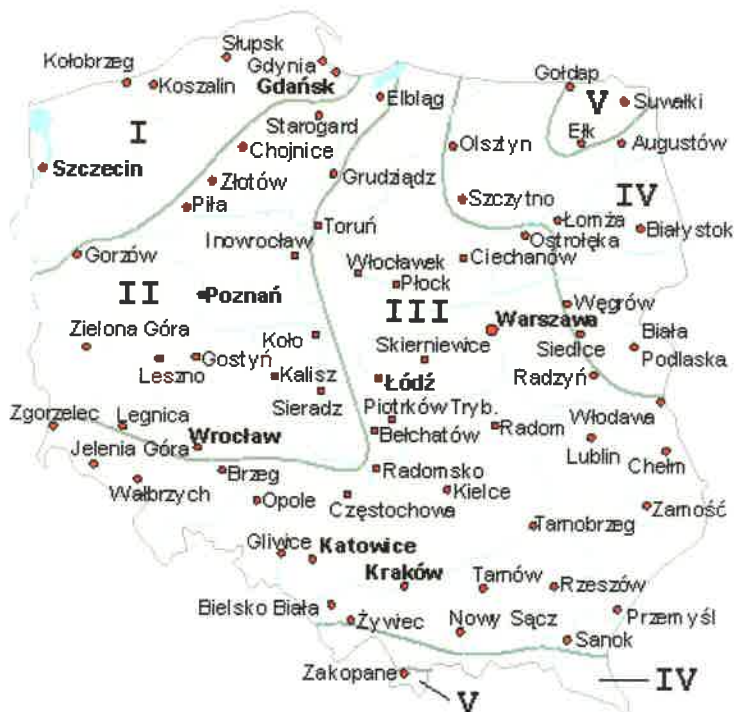 Słupsk
Kołobrzeg
Gdynia
Koszalin
Gdańsk
Elbląg
Gołdap
V
Suwałki
I
Starogard
Ełk
Augustów
Chojnice
Olsztyn
Szczecin
Złotów
Grudziądz
IV
Szczytno
Piła
Łomża
Toruń
Ostrołęka
Białystok
Inowrocław
Gorzów
Włocławek
Ciechanów
Płock
II
Poznań
III
Węgrów
Warszawa
Zielona Góra
Koło
Skierniewice
Siedlce
Biała
Podlaska
Gostyń
Leszno
Kalisz
Łódź
Radzyń
Sieradz
Zgorzelec
Legnica
Piotrków Tryb.
Włodawa
Wrocław
Bełchatów
Radom
Lublin
Jelenia Góra
Chełm
Brzeg
Radomsko
Wałbrzych
Kielce
Opole
Częstochowa
Zamość
Tarnobrzeg
Gliwice
Katowice
Kraków
Tarnów
Rzeszów
Bielsko Biała
Żywiec
Nowy Sącz
Przemyśl
Sanok
Zakopane
V
IV